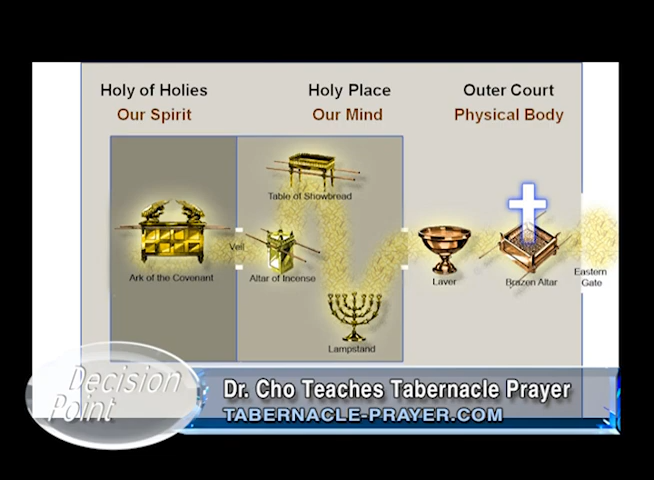 Holy of Holies
Our Spirit
Holy Place
Our Mind
Outer Court
Physical Body
Table of Showbread
Veil
Ark of the Covenant
Altar of Incense
Laver
Brazen Altar
Eastern
Gate
Lampstand
Decision
Point
Dr. Cho Teaches Tabernacle Prayer
TABERNACLE-PRAYER.COM